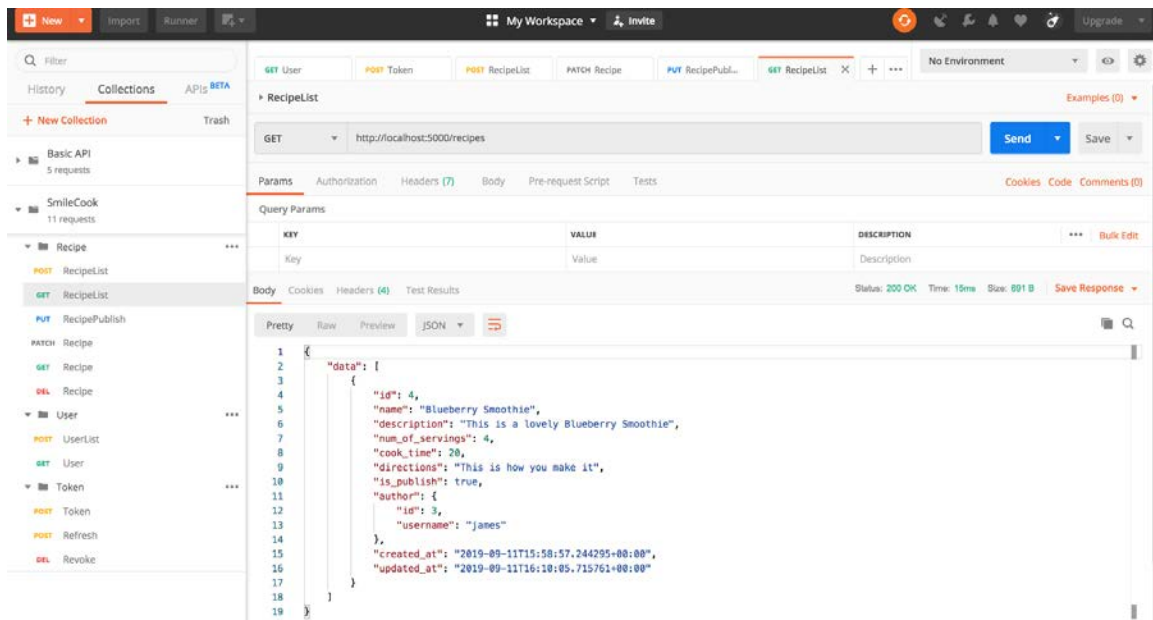 New Import Runner My Workspace Invite Upgrade
Filter
History Collections APIs BETA
+ New Collection Trash
Basic API
5 requests
SmileCook
11 requests
Recipe
POST RecipeList
GET RecipeList
PUT RecipePublish
PATCH Recipe
GET Recipe
DEL Recipe
User
POST UserList
GET User
Token
POST Token
POST Refresh
DEL Revoke
GET User POST Token POST RecipeList PATCH Recipe PUT RecipePubl... GET RecipeList X + ... No Environment
RecipeList Examples (0)
GET http://localhost:5000/recipes Send Save
Params Authorization Headers (7) Body Pre-request Script Tests Cookies Code Comments (0)
Query Params
KEY VALUE DESCRIPTION ... Bulk Edit
Key Value Description
Body Cookies Headers (4) Test Results Status: 200 OK Time: 15ms Size: 691 B Save Response
Pretty Raw Preview JSON
1 {
2 "data": [
3 {
4 "id": 4,
5 "name": "Blueberry Smoothie",
6 "description": "This is a lovely Blueberry Smoothie",
7 "num_of_servings": 4,
8 "cook_time": 20,
9 "directions": "This is how you make it",
10 "is_publish": true,
11 "author": {
12 "id": 3,
13 "username": "james"
14 },
15 "created_at": "2019-09-11T15:58:57.244295+00:00",
16 "updated_at": "2019-09-11T16:10:05.715761+00:00"
17 }
18 ]
19 }